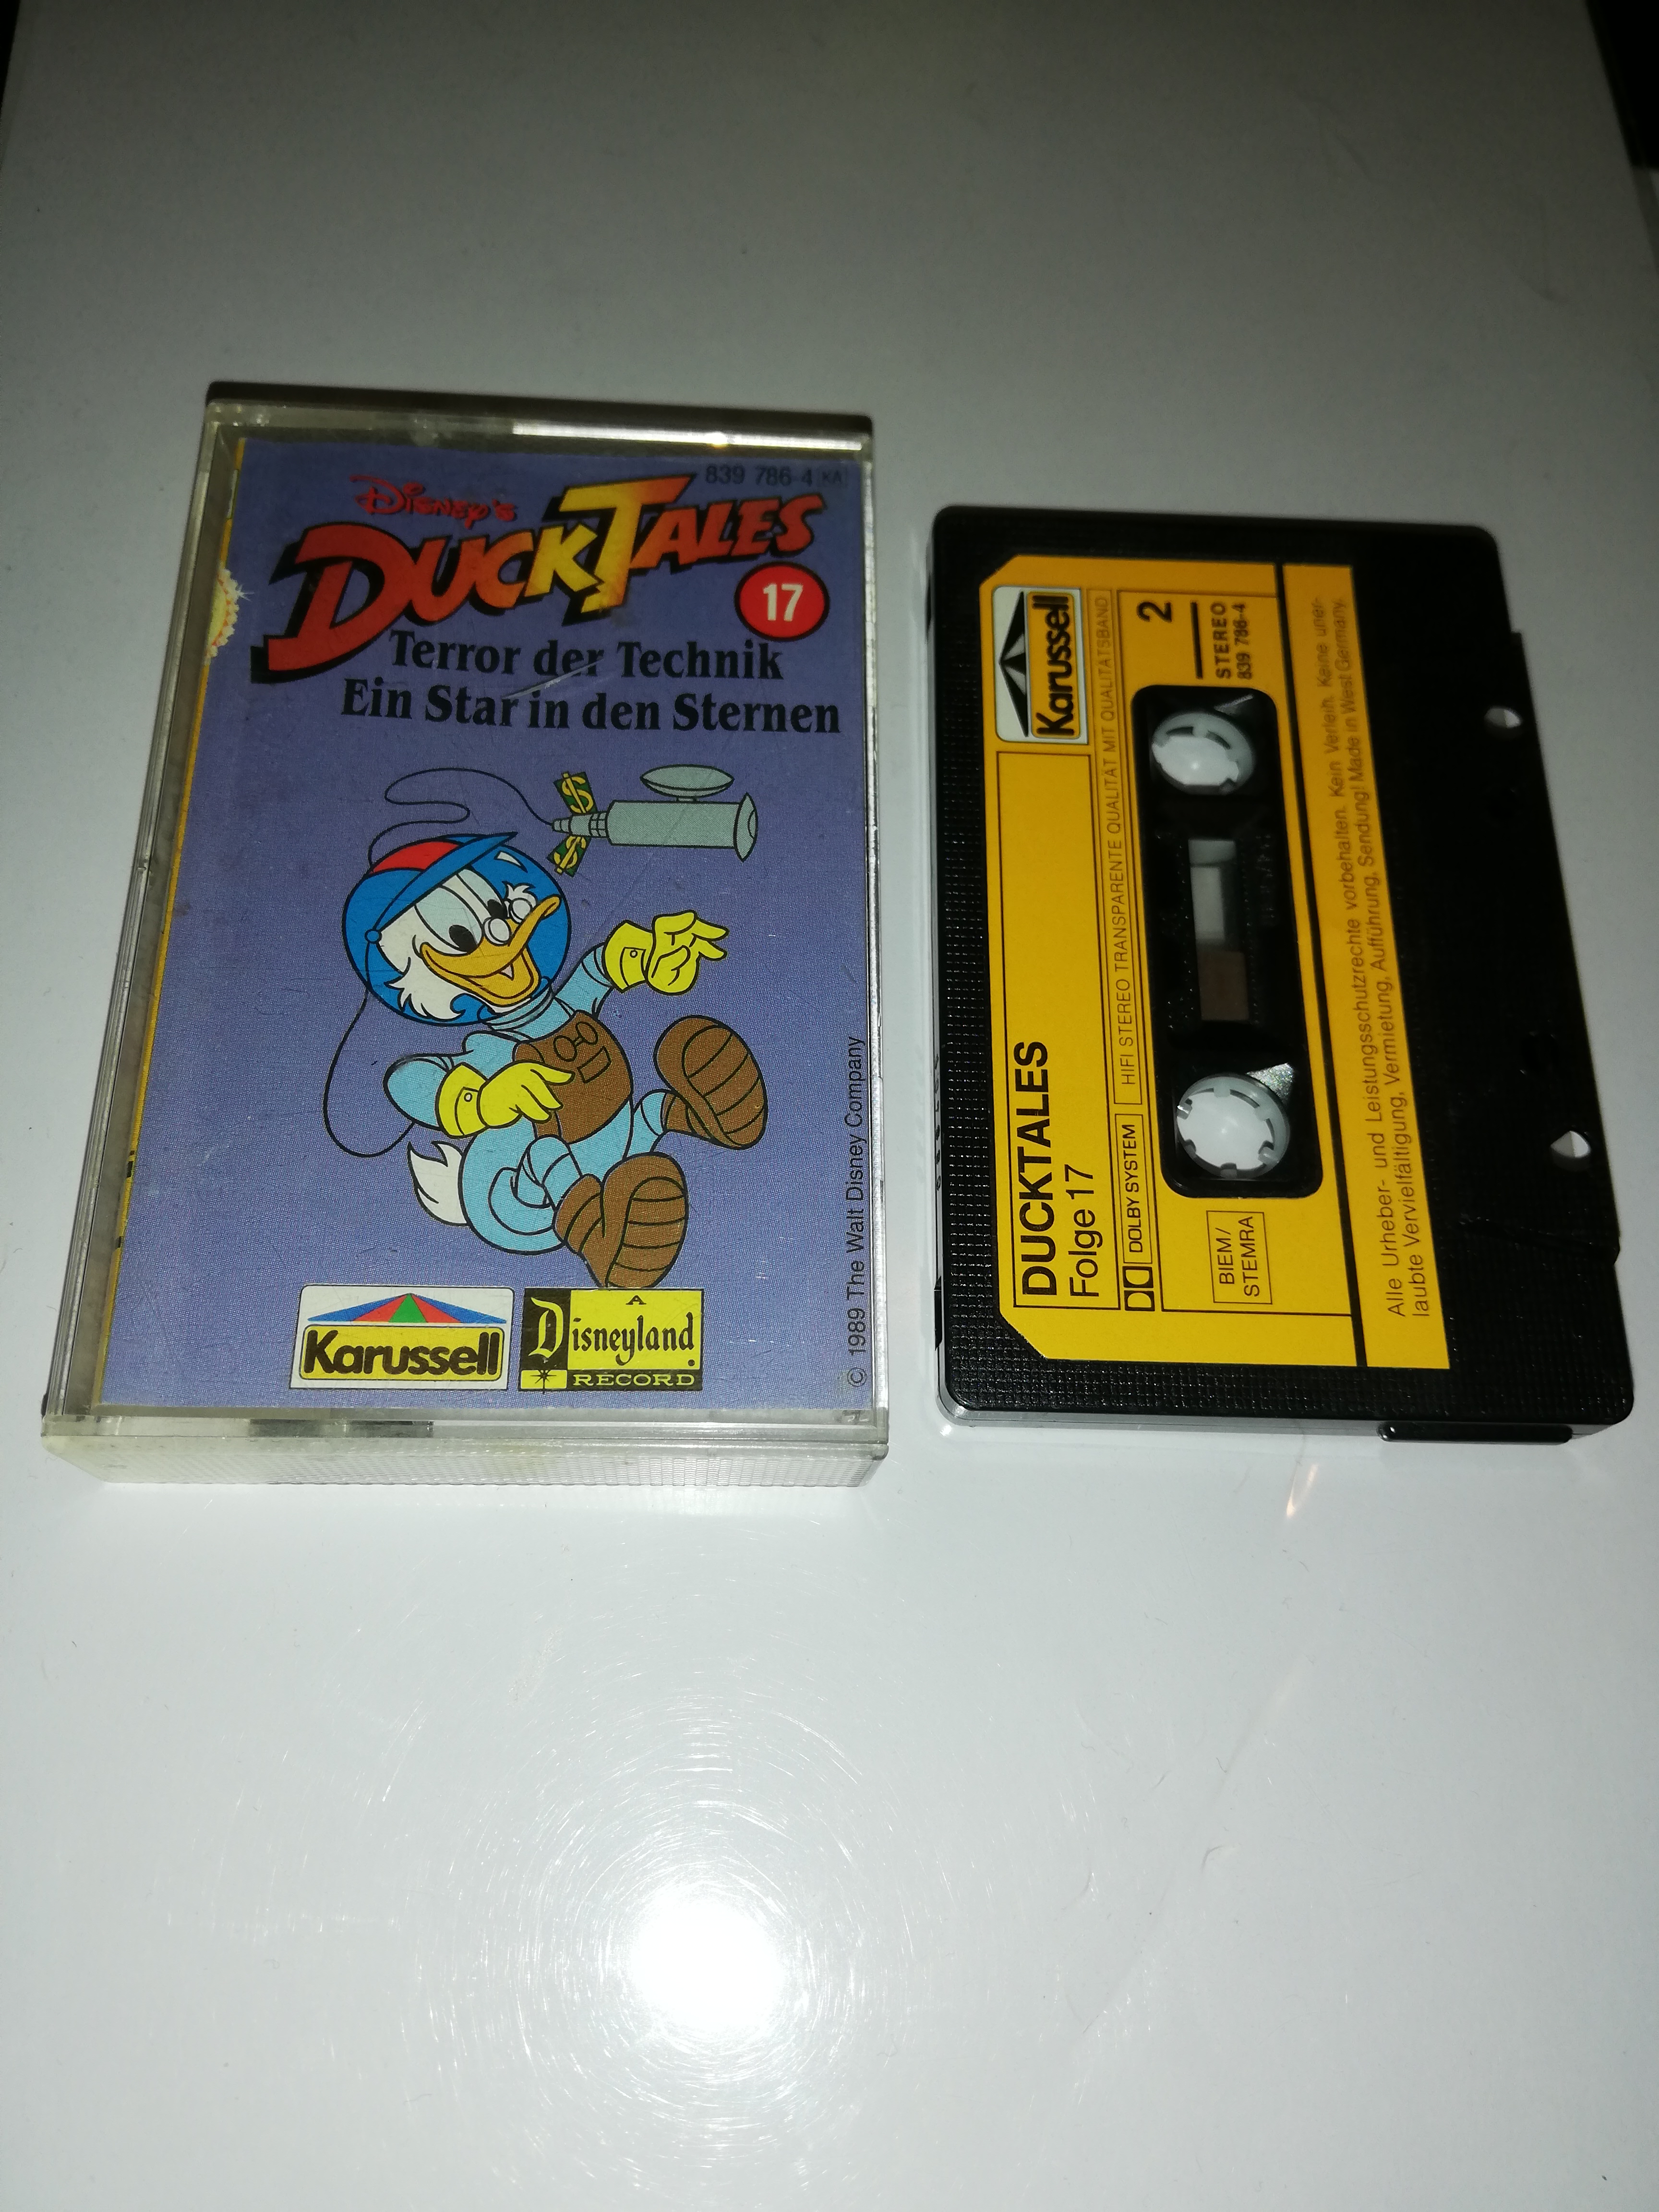 839 786-4 KA
Disney's
DUCKTALES
17
Terror der Technik
Ein Star in den Sternen
Karussell
A
Disneyland
RECORD
© 1989 The Walt Disney Company
Karussell
DUCKTALES
Folge 17
DOLBY SYSTEM
HIFI STEREO TRANSPARENTE QUALITÄT MIT QUALITÄTSBAND
BIEM/
STEMRA
2
STEREO
839 786-4
Alle Urheber- und Leistungsschutzrechte vorbehalten. Kein Verleih. Keine uner-
laubte Vervielfältigung, Vermietung, Aufführung, Sendung! Made in West Germany.